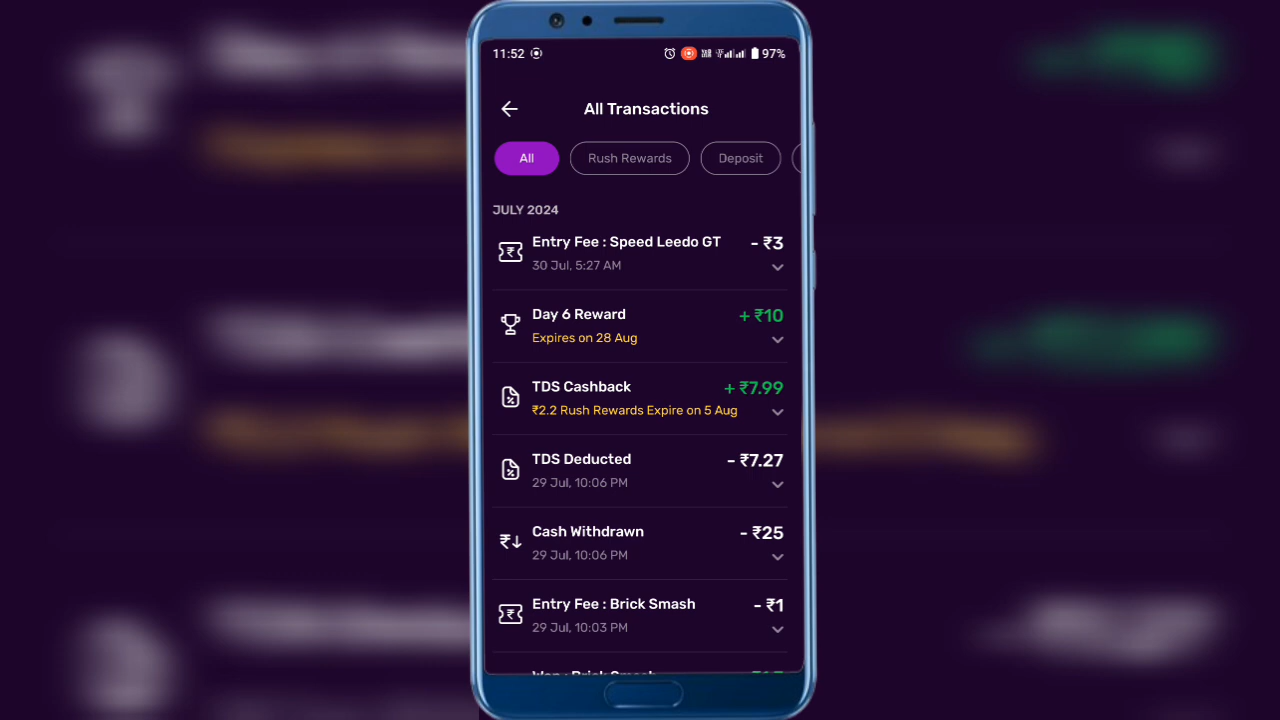 11:52 97%
All Transactions
All Rush Rewards Deposit
JULY 2024
Entry Fee : Speed Leedo GT - ₹3
30 Jul, 5:27 AM
Day 6 Reward + ₹10
Expires on 28 Aug
TDS Cashback + ₹7.99
₹2.2 Rush Rewards Expire on 5 Aug
TDS Deducted - ₹7.27
29 Jul, 10:06 PM
Cash Withdrawn - ₹25
29 Jul, 10:06 PM
Entry Fee : Brick Smash - ₹1
29 Jul, 10:03 PM